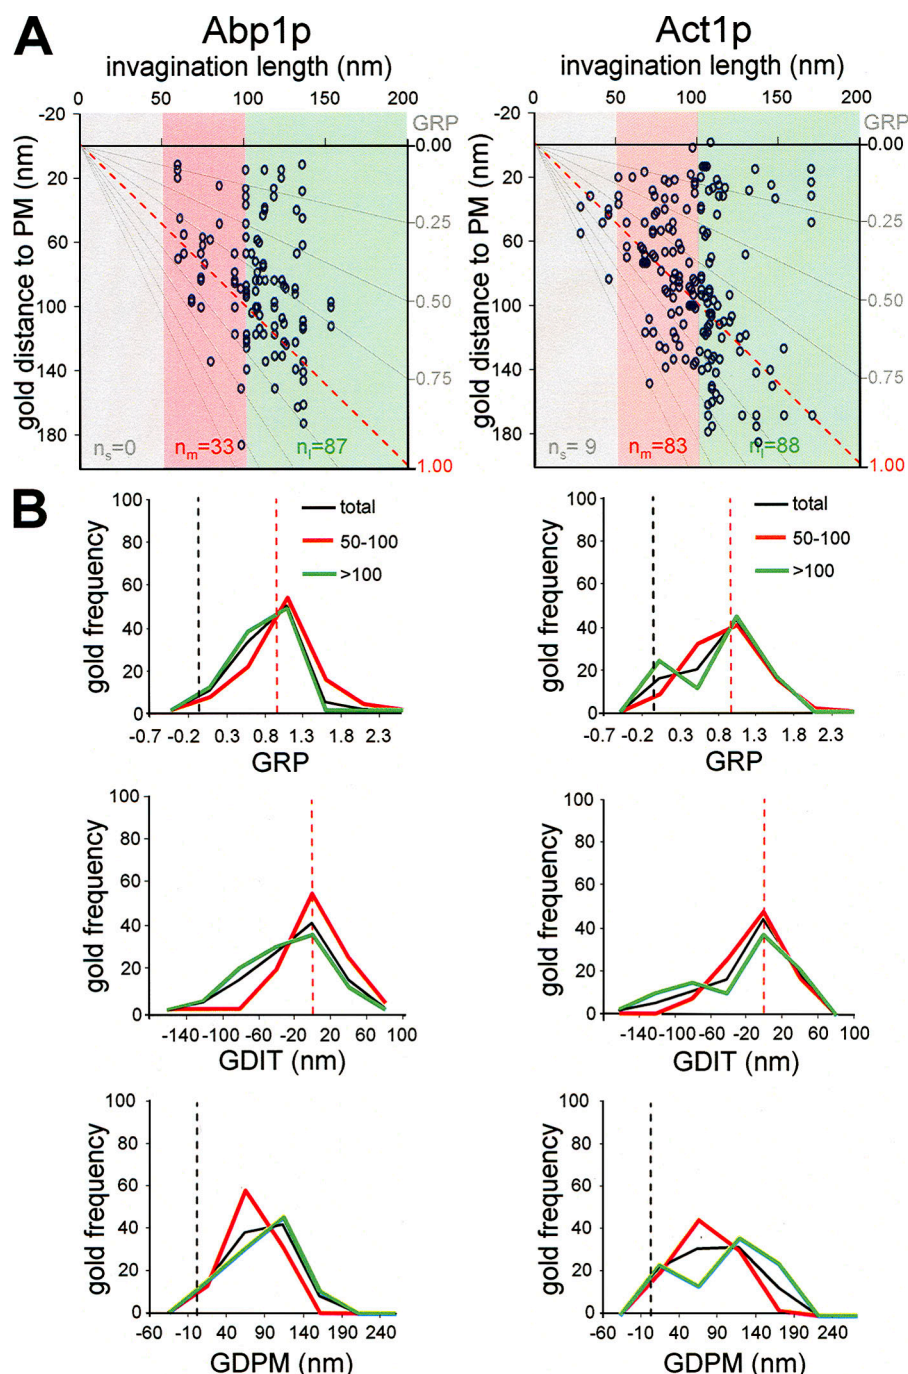 A
Abp1p
Act1p
invagination length (nm)
invagination length (nm)
0 50 100 150 200
0 50 100 150 200
-20
20
60
100
140
180
gold distance to PM (nm)
GRP
0.00
0.25
0.50
0.75
1.00
ns=0
nm=33
nl=87
-20
20
60
100
140
180
gold distance to PM (nm)
GRP
0.00
0.25
0.50
0.75
1.00
ns= 9
nm=83
nl=88
B
gold frequency
100
80
60
40
20
0
total
50-100
>100
-0.7 -0.2 0.3 0.8 1.3 1.8 2.3
GRP
gold frequency
100
80
60
40
20
0
total
50-100
>100
-0.7 -0.2 0.3 0.8 1.3 1.8 2.3
GRP
gold frequency
100
80
60
40
20
0
-140 -100 -60 -20 20 60 100
GDIT (nm)
gold frequency
100
80
60
40
20
0
-140 -100 -60 -20 20 60 100
GDIT (nm)
gold frequency
100
80
60
40
20
0
-60 -10 40 90 140 190 240
GDPM (nm)
gold frequency
100
80
60
40
20
0
-60 -10 40 90 140 190 240
GDPM (nm)